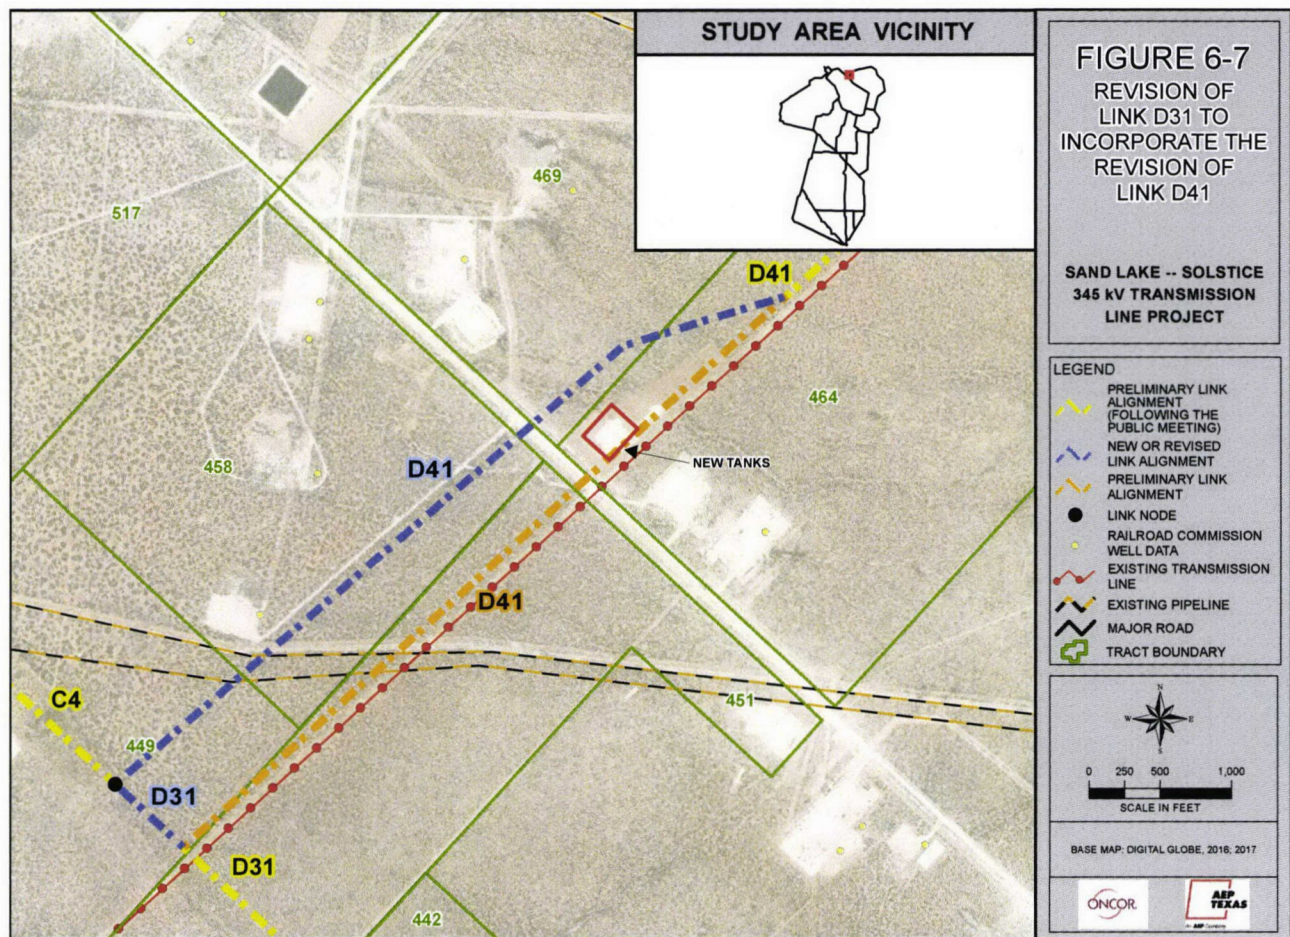 STUDY AREA VICINITY
FIGURE 6-7
REVISION OF
LINK D31 TO
INCORPORATE THE
REVISION OF
LINK D41
SAND LAKE -- SOLSTICE
345 kV TRANSMISSION
LINE PROJECT
LEGEND
PRELIMINARY LINK
ALIGNMENT
(FOLLOWING THE
PUBLIC MEETING)
NEW OR REVISED
LINK ALIGNMENT
PRELIMINARY LINK
ALIGNMENT
LINK NODE
RAILROAD COMMISSION
WELL DATA
EXISTING TRANSMISSION
LINE
EXISTING PIPELINE
MAJOR ROAD
TRACT BOUNDARY
N
W E
S
0 250 500 1,000
SCALE IN FEET
BASE MAP: DIGITAL GLOBE, 2016; 2017
ONCOR
AEP
TEXAS
An AEP Company
469
517
D41
464
458
D41
NEW TANKS
D41
C4
449
451
D31
D31
442